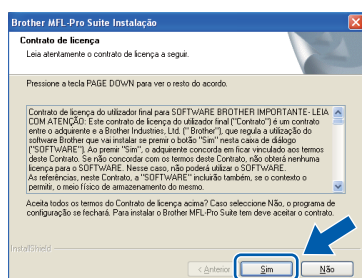 Brother MFL-Pro Suite Instalação
Contrato de licença
Leia atentamente o contrato de licença a seguir.
Pressione a tecla PAGE DOWN para ver o resto do acordo.
Contrato de licença do utilizador final para SOFTWARE BROTHER IMPORTANTE- LEIA
COM ATENÇÃO: Este contrato de licença do utilizador final ("Contrato") é um contrato
entre o adquirente e a Brother Industries, Ltd. (" Brother"), que regula a utilização do
software Brother que vai instalar se premir o botão "Sim" nesta caixa de diálogo
("SOFTWARE"). Ao premir "Sim", o adquirente concorda em ficar vinculado aos termos
deste Contrato. Se não concordar com os termos deste Contrato, não obterá nenhuma
licença para o SOFTWARE. Nesse caso, não poderá utilizar o SOFTWARE.
As referências, neste Contrato, a "SOFTWARE" incluirão também, se o contexto o
permitir, o meio físico de armazenamento do mesmo.
Aceita todos os termos do Contrato de licença acima? Caso seleccione Não, o programa de
configuração se fechará. Para instalar o Brother MFL-Pro Suite tem deve aceitar o contrato.
InstallShield
< Anterior Sim Não